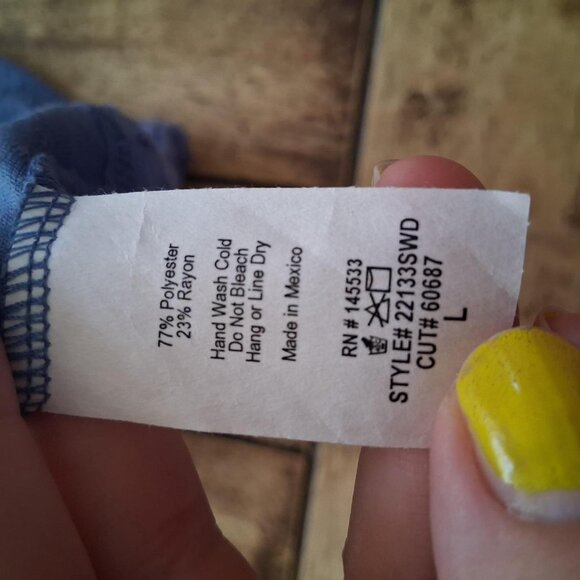 77% Polyester
23% Rayon
Hand Wash Cold
Do Not Bleach
Hang or Line Dry
Made in Mexico
RN # 145533
STYLE# 22133SWD
CUT# 60687
L